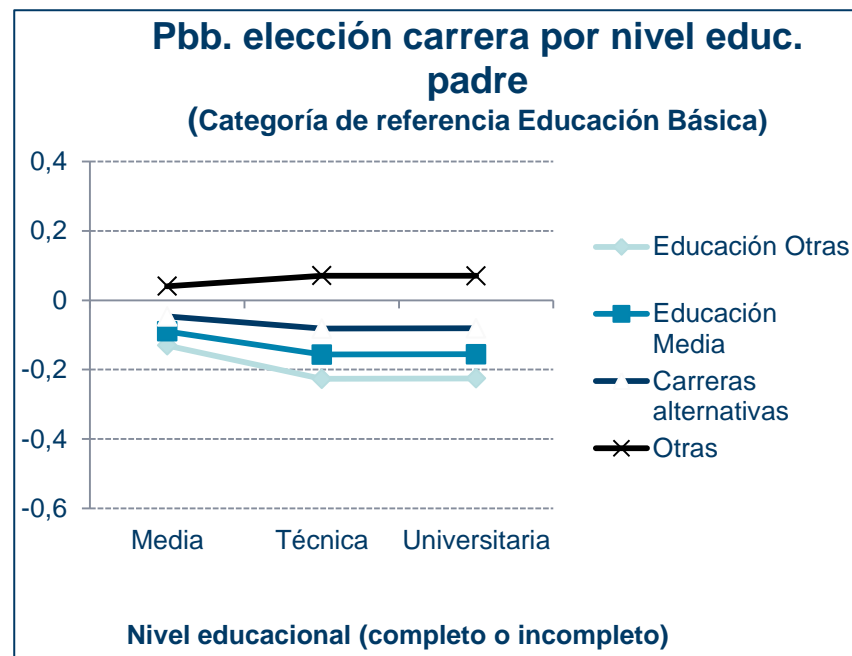 Pbb. elección carrera por nivel educ.
padre
(Categoría de referencia Educación Básica)
0,4
0,2
0
-0,2
-0,4
-0,6
Media
Técnica
Universitaria
Educación Otras
Educación
Media
Carreras
alternativas
Otras
Nivel educacional (completo o incompleto)